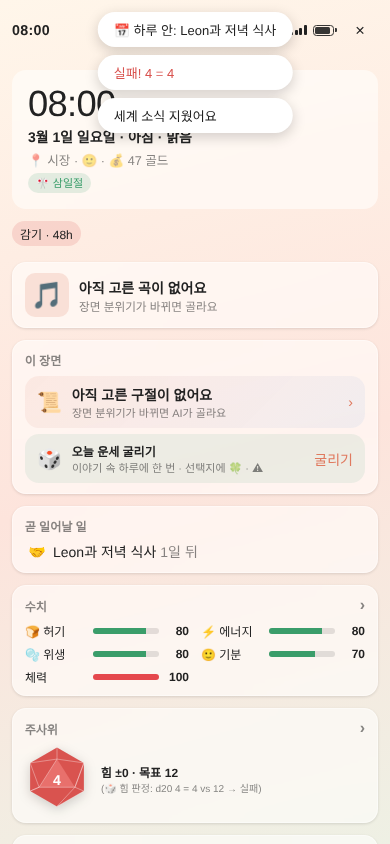 08:00
📅 하루 안: Leon과 저녁 식사
×
실패! 4 = 4
세계 소식 지웠어요
08:00
3월 1일 일요일 · 아침 · 맑음
📍 시장 · 🙂 · 💰 47 골드
🎌 삼일절
감기 · 48h
아직 고른 곡이 없어요
장면 분위기가 바뀌면 골라요
이 장면
아직 고른 구절이 없어요
장면 분위기가 바뀌면 AI가 골라요
›
오늘 운세 굴리기
이야기 속 하루에 한 번 · 선택지에 🍀 · ⚠
굴리기
곧 일어날 일
🤝 Leon과 저녁 식사 1일 뒤
수치 ›
🍞 허기 80 ⚡ 에너지 80
🫧 위생 80 🙂 기분 70
체력 100
주사위 ›
4
힘 ±0 · 목표 12
(🎲 힘 판정: d20 4 = 4 vs 12 → 실패)